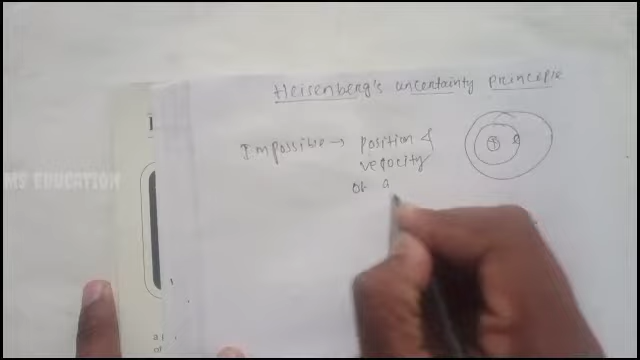 Heisenberg's uncertainty principle
Impossible → position &
velocity
of a
MS EDUCATION